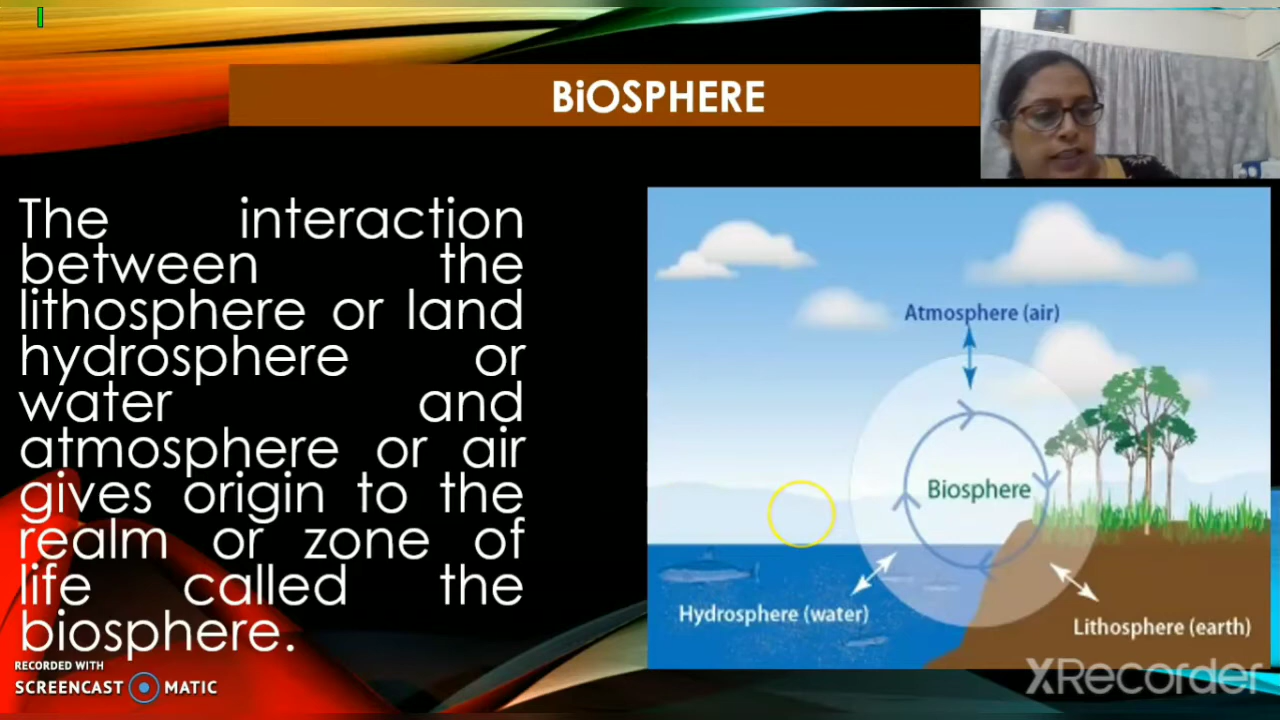 BiOSPHERE
The interaction
between the
lithosphere or land
hydrosphere or
water and
atmosphere or air
gives origin to the
realm or zone of
life called the
biosphere.
Atmosphere (air)
Biosphere
Hydrosphere (water)
Lithosphere (earth)
RECORDED WITH
SCREENCAST MATIC
XRecorder